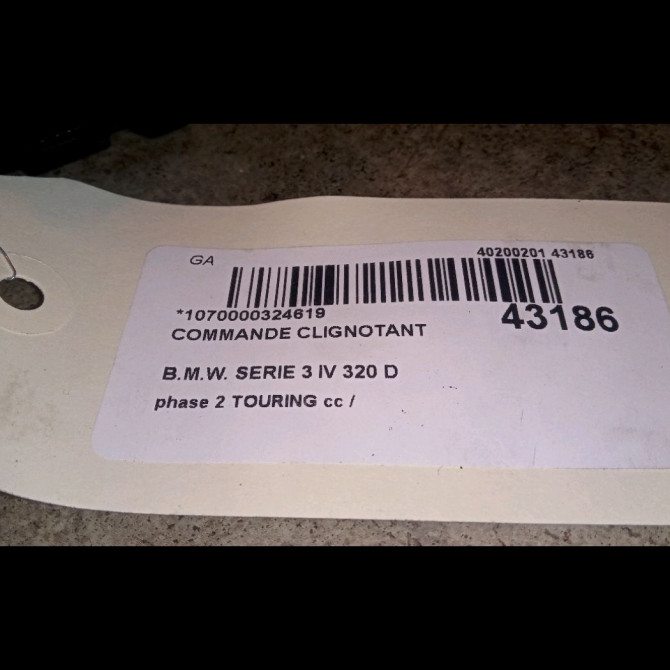 GA
40200201 43186
*1070000324619
43186
COMMANDE CLIGNOTANT
B.M.W. SERIE 3 IV 320 D
phase 2 TOURING cc /